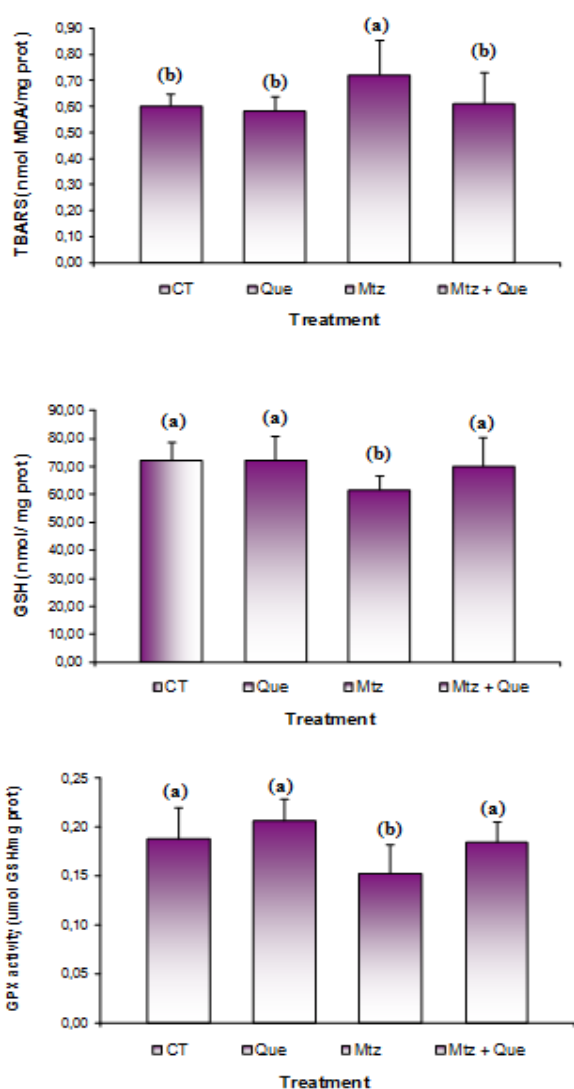 TBARS (nmol MDA/mg prot)
0,90
0,80
0,70
0,60
0,50
0,40
0,30
0,20
0,10
0,00
(b)
(b)
(a)
(b)
CT
Que
Mtz
Mtz + Que
Treatment
GSH (nmol/ mg prot)
90,00
80,00
70,00
60,00
50,00
40,00
30,00
20,00
10,00
0,00
(a)
(a)
(b)
(a)
CT
Que
Mtz
Mtz + Que
Treatment
GPX activity (umol GSH/mg prot)
0,25
0,20
0,15
0,10
0,05
0,00
(a)
(a)
(b)
(a)
CT
Que
Mtz
Mtz + Que
Treatment